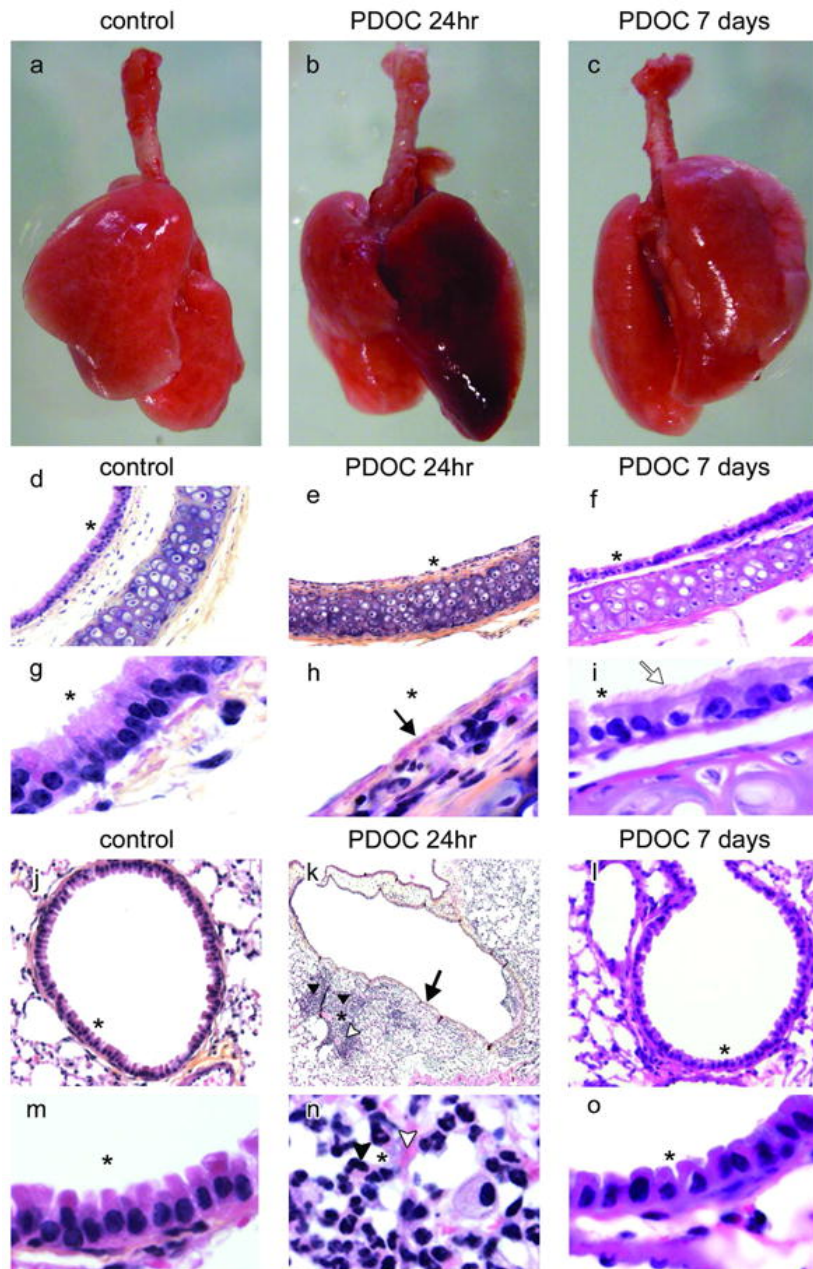 control PDOC 24hr PDOC 7 days
a b c
control PDOC 24hr PDOC 7 days
d e f
* * *
g h i
* * *
control PDOC 24hr PDOC 7 days
j k l
* * *
m n o
* * *